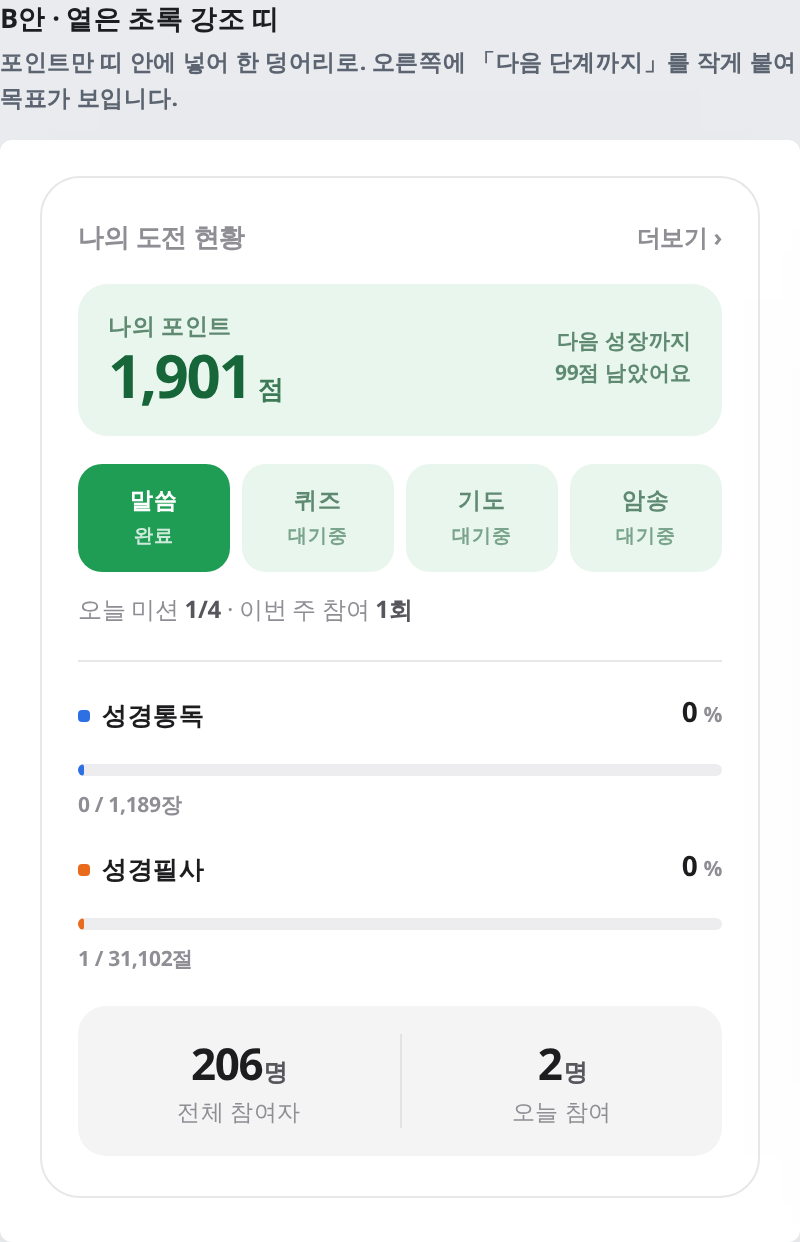 B안 · 옅은 초록 강조 띠
포인트만 띠 안에 넣어 한 덩어리로. 오른쪽에 「다음 단계까지」를 작게 붙여
목표가 보입니다.
나의 도전 현황
더보기 ›
나의 포인트
1,901 점
다음 성장까지
99점 남았어요
말씀
완료
퀴즈
대기중
기도
대기중
암송
대기중
오늘 미션 1/4 · 이번 주 참여 1회
성경통독
0 %
0 / 1,189장
성경필사
0 %
1 / 31,102절
206명
전체 참여자
2명
오늘 참여